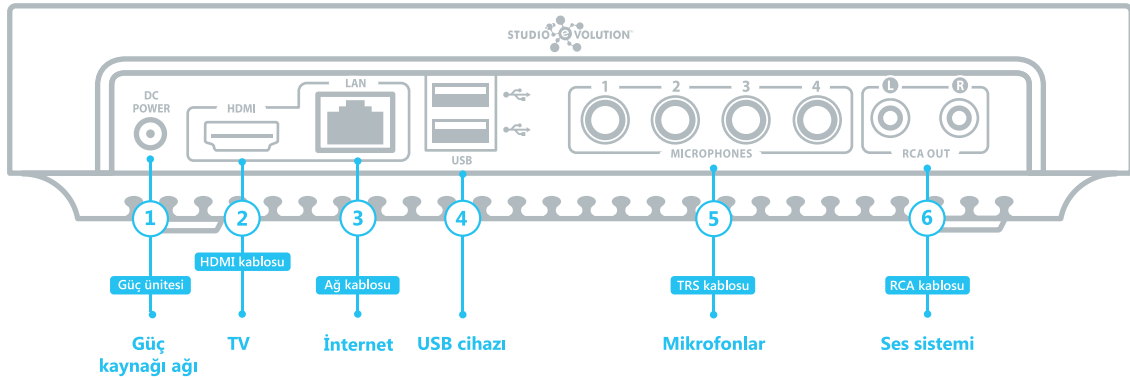 STUDIO EVOLUTION
DC
POWER
HDMI
LAN
USB
1 2 3 4
MICROPHONES
L R
RCA OUT
1 2 3 4 5 6
Güç ünitesi
HDMI kablosu
Ağ kablosu
TRS kablosu
RCA kablosu
Güç
kaynağı ağı
TV
İnternet
USB cihazı
Mikrofonlar
Ses sistemi